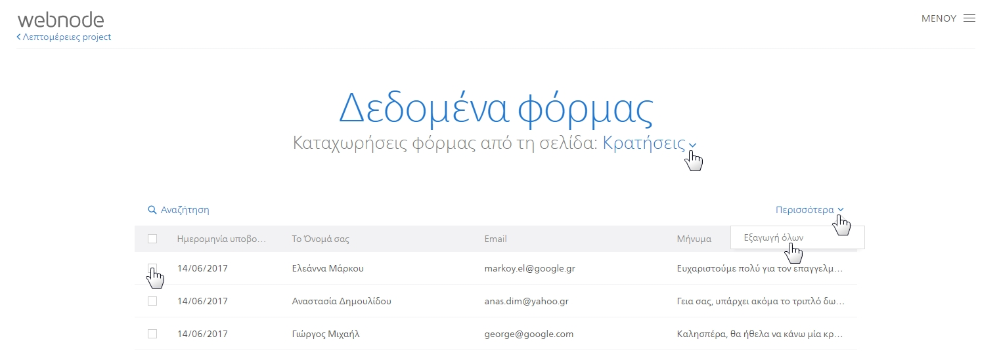 webnode
ΜΕΝΟΥ
Λεπτομέρειες project
Δεδομένα φόρμας
Καταχωρήσεις φόρμας από τη σελίδα: Κρατήσεις
Αναζήτηση
Περισσότερα
Ημερομηνία υποβο… Το Όνομά σας Email Μήνυμα
Εξαγωγή όλων
14/06/2017 Ελεάννα Μάρκου markoy.el@google.gr Ευχαριστούμε πολύ για τον επαγγελμ…
14/06/2017 Αναστασία Δημουλίδου anas.dim@yahoo.gr Γεια σας, υπάρχει ακόμα το τριπλό δω…
14/06/2017 Γιώργος Μιχαήλ george@google.com Καλησπέρα, θα ήθελα να κάνω μία κρ…